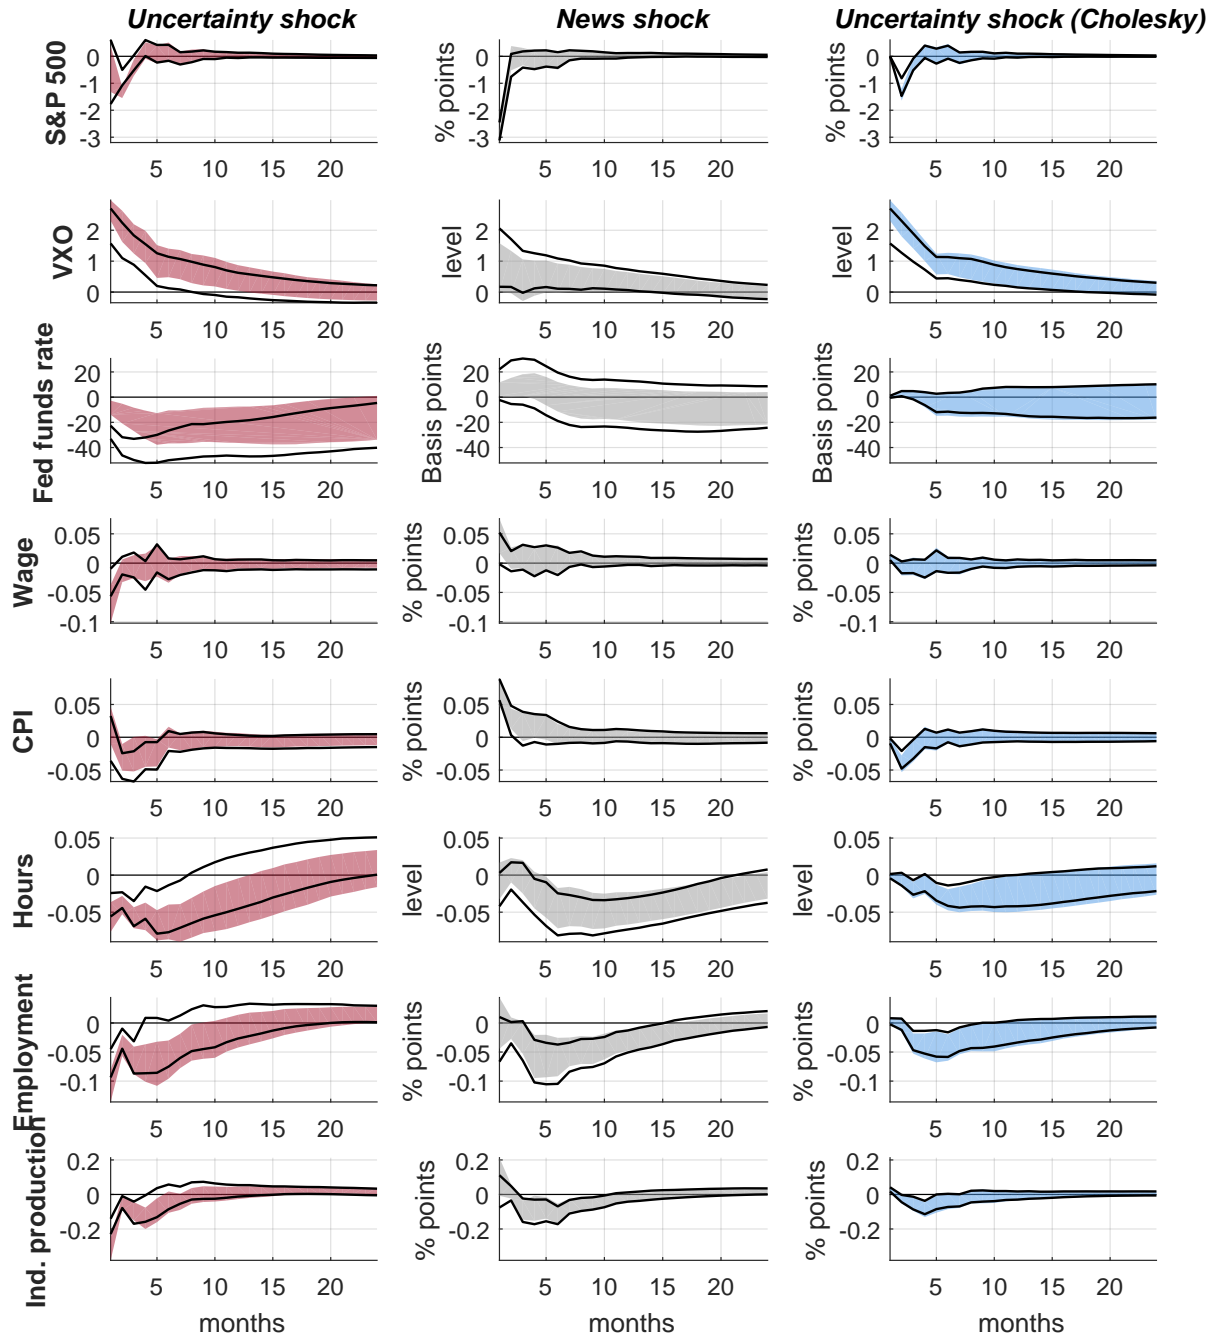 Uncertainty shock News shock Uncertainty shock (Cholesky)
S&P 500
0
-1
-2
-3
5 10 15 20
% points
0
-1
-2
-3
5 10 15 20
% points
0
-1
-2
-3
5 10 15 20
VXO
2
1
0
5 10 15 20
level
2
1
0
5 10 15 20
level
2
1
0
5 10 15 20
Fed funds rate
20
0
-20
-40
5 10 15 20
Basis points
20
0
-20
-40
5 10 15 20
Basis points
20
0
-20
-40
5 10 15 20
Wage
0.05
0
-0.05
-0.1
5 10 15 20
% points
0.05
0
-0.05
-0.1
5 10 15 20
% points
0.05
0
-0.05
-0.1
5 10 15 20
CPI
0.05
0
-0.05
5 10 15 20
% points
0.05
0
-0.05
5 10 15 20
% points
0.05
0
-0.05
5 10 15 20
Hours
0.05
0
-0.05
5 10 15 20
level
0.05
0
-0.05
5 10 15 20
level
0.05
0
-0.05
5 10 15 20
Employment
0
-0.05
-0.1
5 10 15 20
% points
0
-0.05
-0.1
5 10 15 20
% points
0
-0.05
-0.1
5 10 15 20
Ind. production
0.2
0
-0.2
5 10 15 20
months
% points
0.2
0
-0.2
5 10 15 20
months
% points
0.2
0
-0.2
5 10 15 20
months